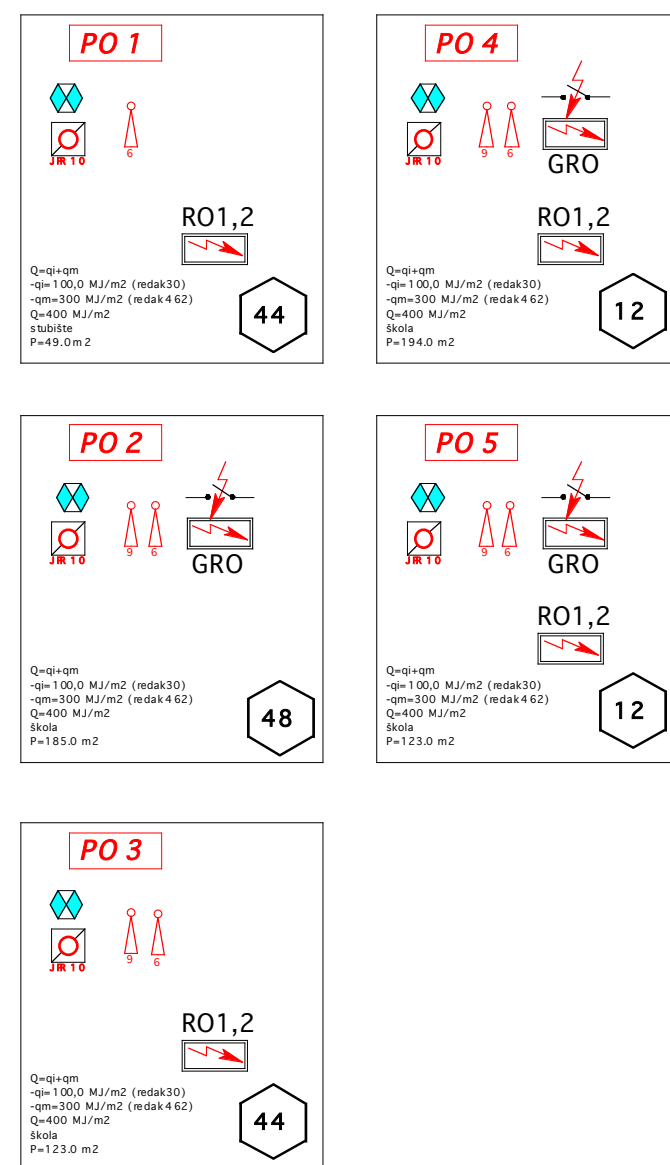 PO 1
JPR 10
6
RO1,2
Q=qi+qm
-qi=100,0 MJ/m2 (redak30)
-qm=300 MJ/m2 (redak462)
Q=400 MJ/m2
stubište
P=49.0m2
44
PO 4
JPR 10
9 6
GRO
RO1,2
Q=qi+qm
-qi=100,0 MJ/m2 (redak30)
-qm=300 MJ/m2 (redak462)
Q=400 MJ/m2
škola
P=194.0 m2
12
PO 2
JPR 10
9 6
GRO
Q=qi+qm
-qi=100,0 MJ/m2 (redak30)
-qm=300 MJ/m2 (redak462)
Q=400 MJ/m2
škola
P=185.0 m2
48
PO 5
JPR 10
9 6
GRO
RO1,2
Q=qi+qm
-qi=100,0 MJ/m2 (redak30)
-qm=300 MJ/m2 (redak462)
Q=400 MJ/m2
škola
P=123.0 m2
12
PO 3
JPR 10
9 6
RO1,2
Q=qi+qm
-qi=100,0 MJ/m2 (redak30)
-qm=300 MJ/m2 (redak462)
Q=400 MJ/m2
škola
P=123.0 m2
44